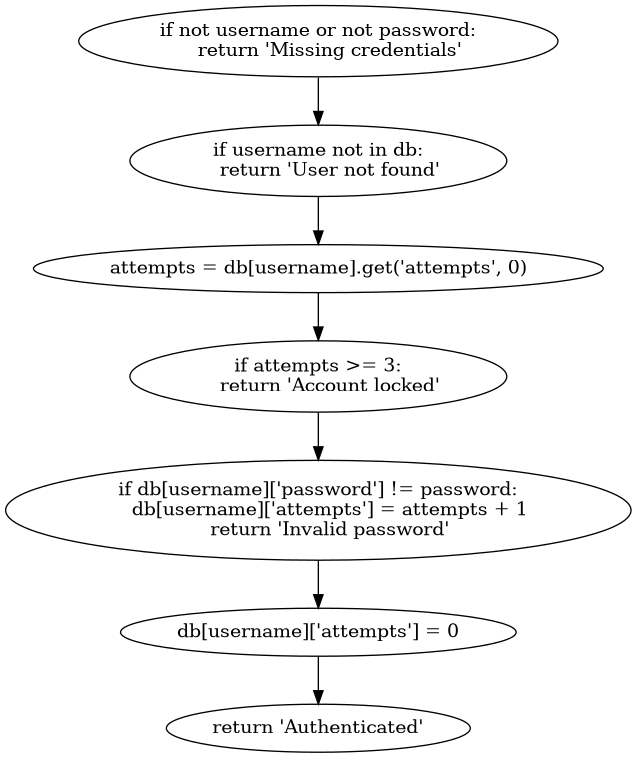 if not username or not password:
return 'Missing credentials'
if username not in db:
return 'User not found'
attempts = db[username].get('attempts', 0)
if attempts >= 3:
return 'Account locked'
if db[username]['password'] != password:
db[username]['attempts'] = attempts + 1
return 'Invalid password'
db[username]['attempts'] = 0
return 'Authenticated'